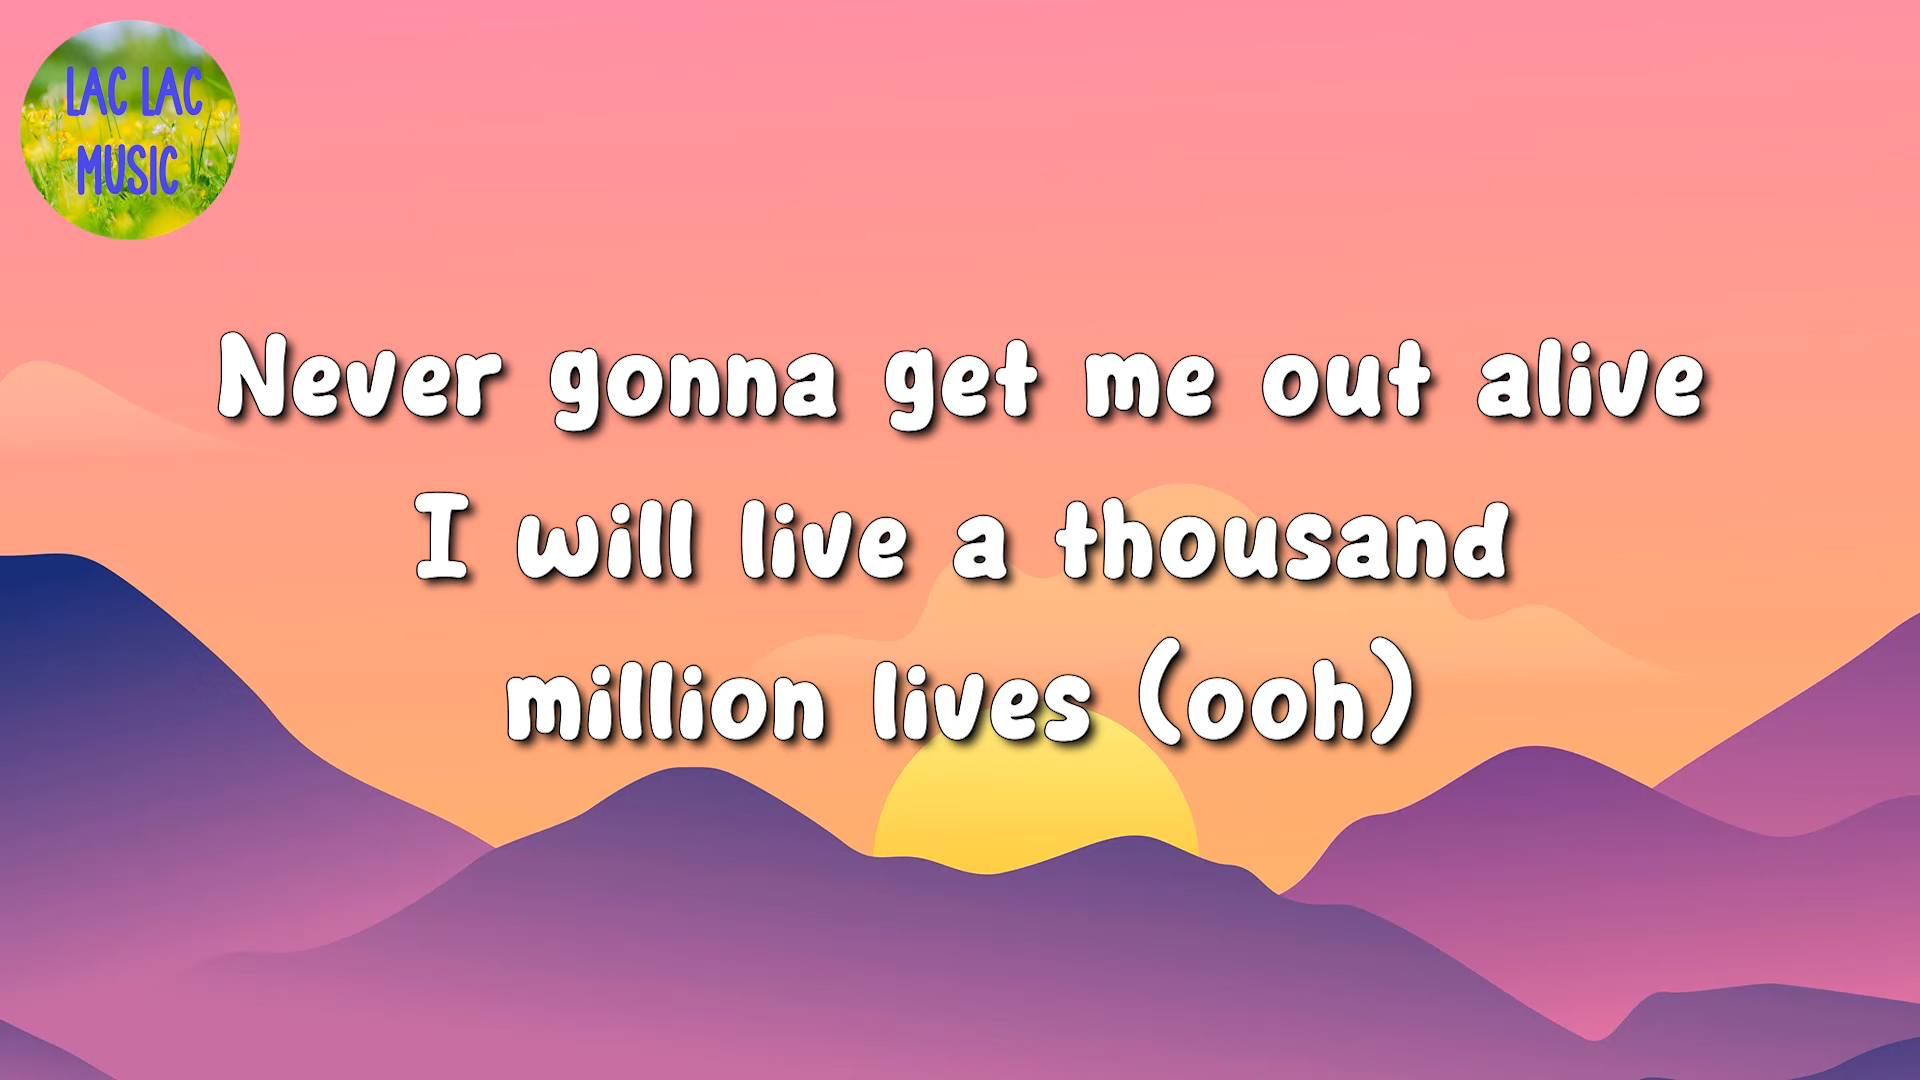 LAC LAC
MUSIC
Never gonna get me out alive
I will live a thousand
million lives (ooh)